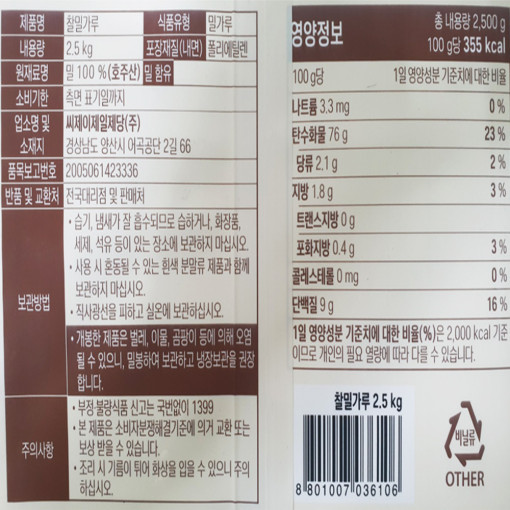 제품명 찰밀가루 식품유형 밀가루
내용량 2.5 kg 포장재질(내면) 폴리에틸렌
원재료명 밀 100 % (호주산) 밀 함유
소비기한 측면 표기일까지
업소명 및 소재지 씨제이제일제당(주)
경상남도 양산시 어곡공단 2길 66
품목보고번호 2005061423336
반품 및 교환처 전국대리점 및 판매처
보관방법
• 습기, 냄새가 잘 흡수되므로 습하거나, 화장품,
세제, 석유 등이 있는 장소에 보관하지 마십시오.
• 사용 시 혼동될 수 있는 흰색 분말류 제품과 함께
보관하지 마십시오.
• 직사광선을 피하고 실온에 보관하십시오.
• 개봉한 제품은 벌레, 이물, 곰팡이 등에 의해 오염
될 수 있으니, 밀봉하여 보관하고 냉장보관을 권장
합니다.
주의사항
• 부정·불량식품 신고는 국번없이 1399
• 본 제품은 소비자분쟁해결기준에 의거 교환 또는
보상 받을 수 있습니다.
• 조리 시 기름이 튀어 화상을 입을 수 있으니 주의
하십시오.
영양정보
총 내용량 2,500 g
100 g당 355 kcal
100 g당 1일 영양성분 기준치에 대한 비율
나트륨 3.3 mg 0 %
탄수화물 76 g 23 %
당류 2.1 g 2 %
지방 1.8 g 3 %
트랜스지방 0 g
포화지방 0.4 g 3 %
콜레스테롤 0 mg 0 %
단백질 9 g 16 %
1일 영양성분 기준치에 대한 비율(%)은 2,000 kcal 기준
이므로 개인의 필요 열량에 따라 다를 수 있습니다.
찰밀가루 2.5 kg
8 801007 036106
비닐류
OTHER